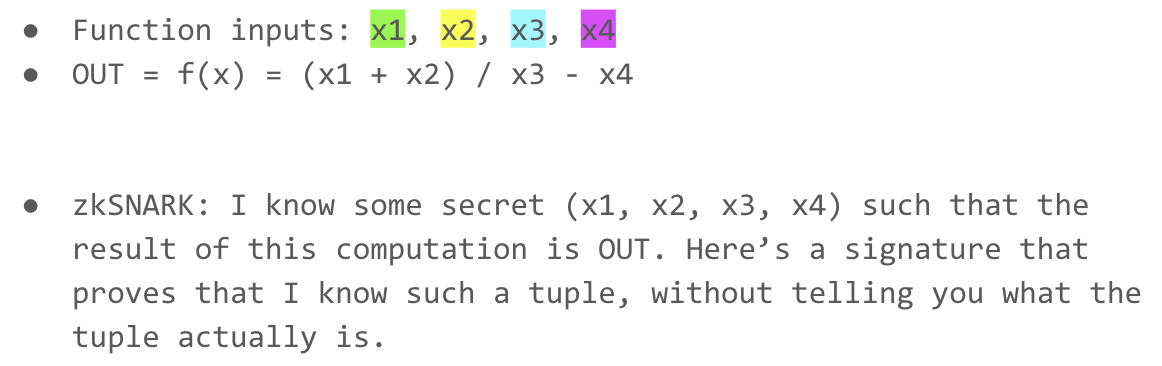 ● Function inputs: x1, x2, x3, x4
● OUT = f(x) = (x1 + x2) / x3 - x4
● zkSNARK: I know some secret (x1, x2, x3, x4) such that the
result of this computation is OUT. Here’s a signature that
proves that I know such a tuple, without telling you what the
tuple actually is.